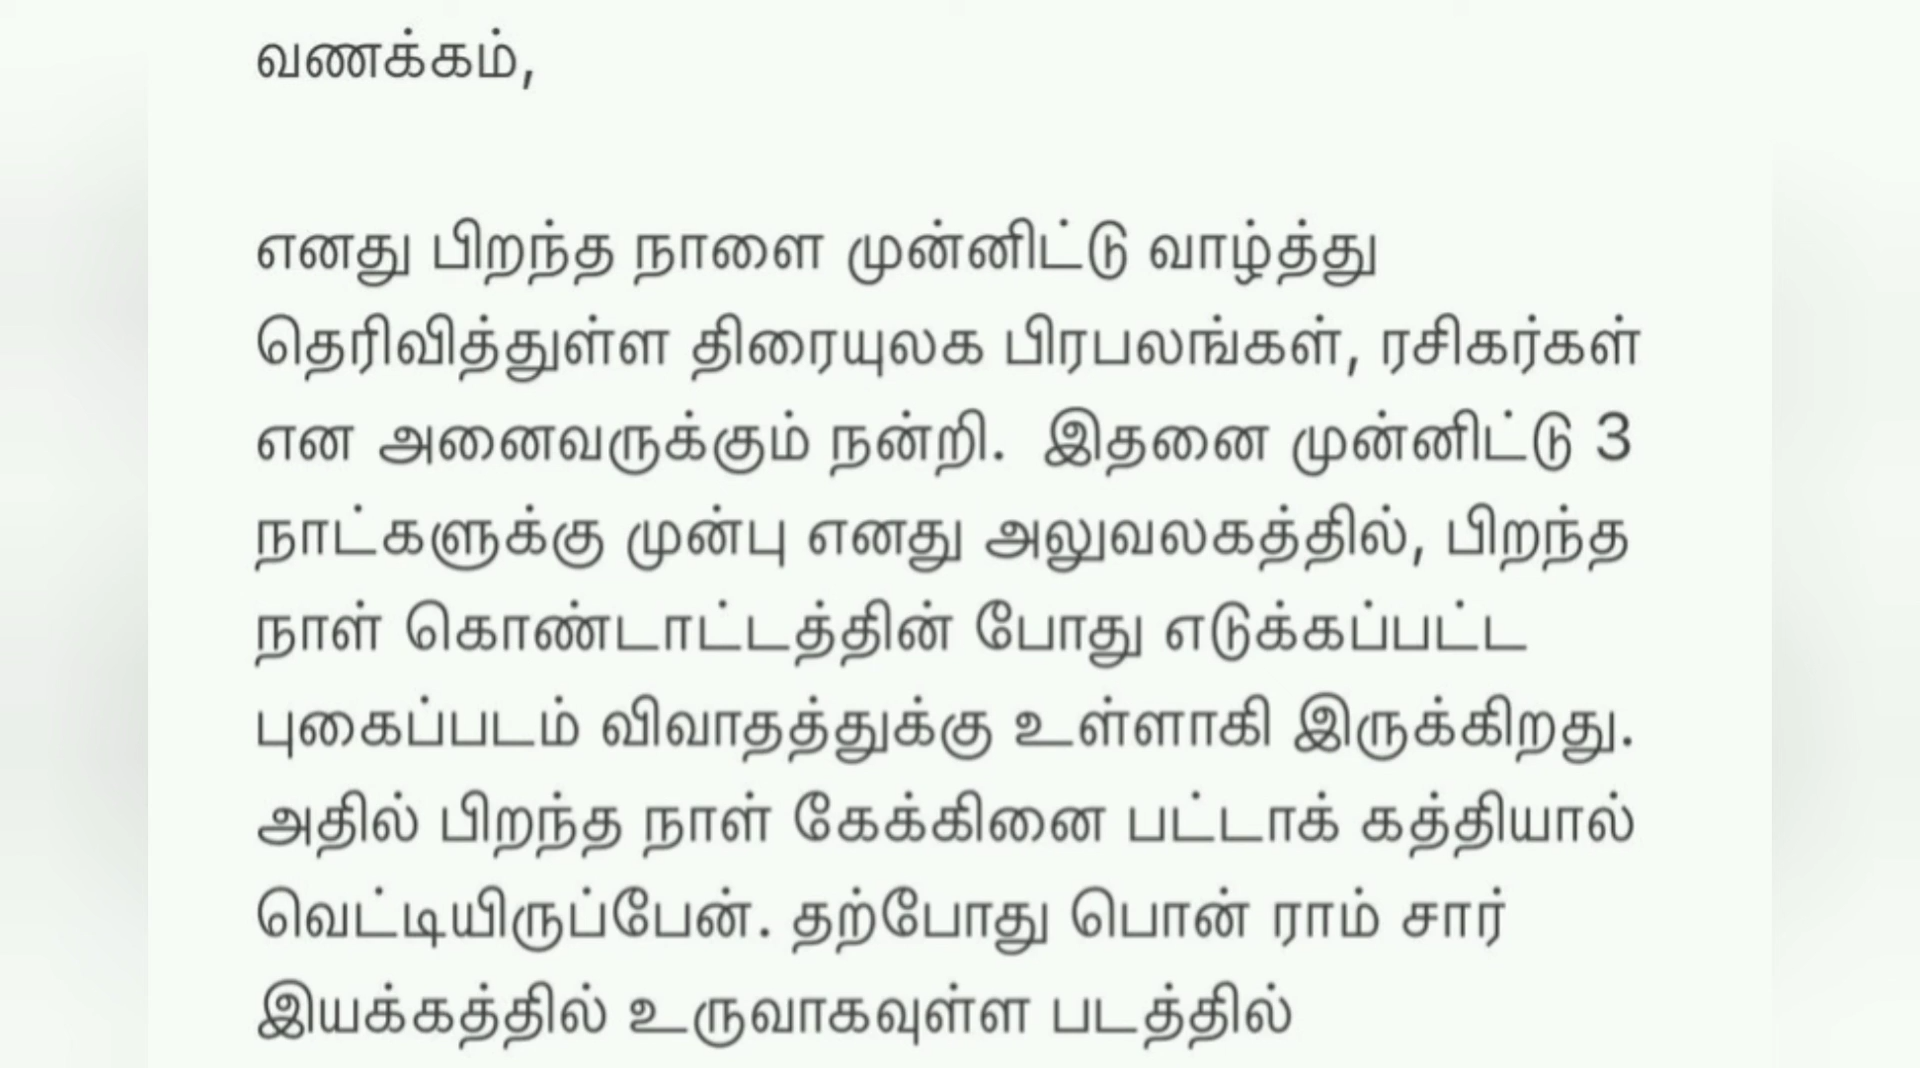 வணக்கம்,
எனது பிறந்த நாளை முன்னிட்டு வாழ்த்து
தெரிவித்துள்ள திரையுலக பிரபலங்கள், ரசிகர்கள்
என அனைவருக்கும் நன்றி. இதனை முன்னிட்டு 3
நாட்களுக்கு முன்பு எனது அலுவலகத்தில், பிறந்த
நாள் கொண்டாட்டத்தின் போது எடுக்கப்பட்ட
புகைப்படம் விவாதத்துக்கு உள்ளாகி இருக்கிறது.
அதில் பிறந்த நாள் கேக்கினை பட்டாக் கத்தியால்
வெட்டியிருப்பேன். தற்போது பொன் ராம் சார்
இயக்கத்தில் உருவாகவுள்ள படத்தில்